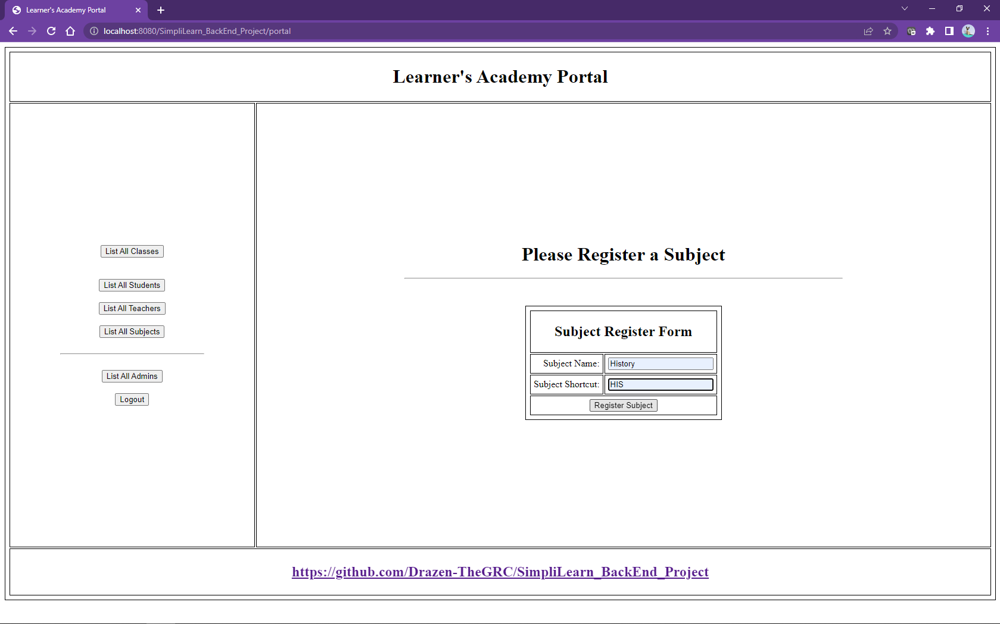 Learner's Academy Portal
localhost:8080/SimpliLearn_BackEnd_Project/portal
Learner's Academy Portal
List All Classes
List All Students
List All Teachers
List All Subjects
List All Admins
Logout
Please Register a Subject
Subject Register Form
Subject Name: History
Subject Shortcut: HIS
Register Subject
https://github.com/Drazen-TheGRC/SimpliLearn_BackEnd_Project